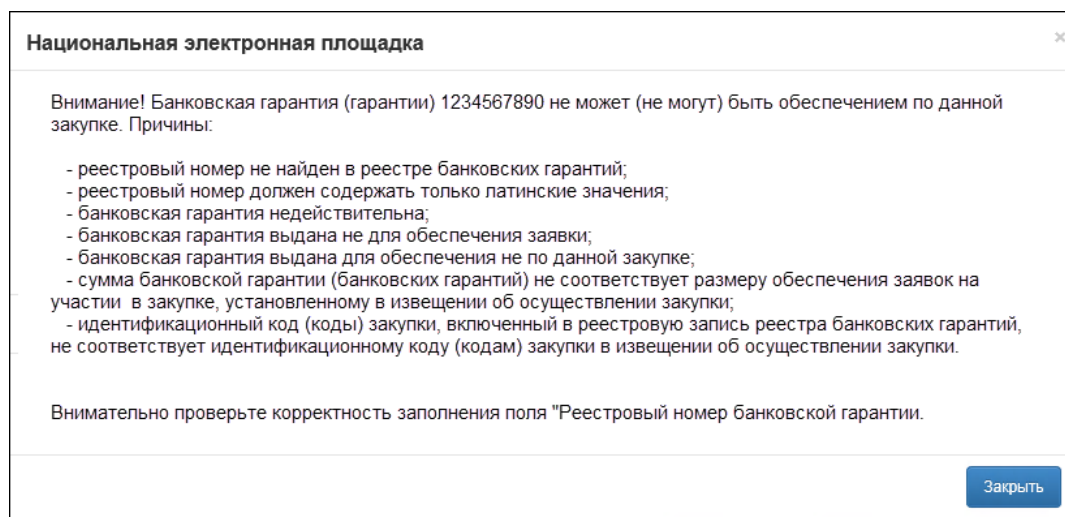 Национальная электронная площадка
×
Внимание! Банковская гарантия (гарантии) 1234567890 не может (не могут) быть обеспечением по данной
закупке. Причины:
- реестровый номер не найден в реестре банковских гарантий;
- реестровый номер должен содержать только латинские значения;
- банковская гарантия недействительна;
- банковская гарантия выдана не для обеспечения заявки;
- банковская гарантия выдана для обеспечения не по данной закупке;
- сумма банковской гарантии (банковских гарантий) не соответствует размеру обеспечения заявок на
участии в закупке, установленному в извещении об осуществлении закупки;
- идентификационный код (коды) закупки, включенный в реестровую запись реестра банковских гарантий,
не соответствует идентификационному коду (кодам) закупки в извещении об осуществлении закупки.
Внимательно проверьте корректность заполнения поля "Реестровый номер банковской гарантии.
Закрыть